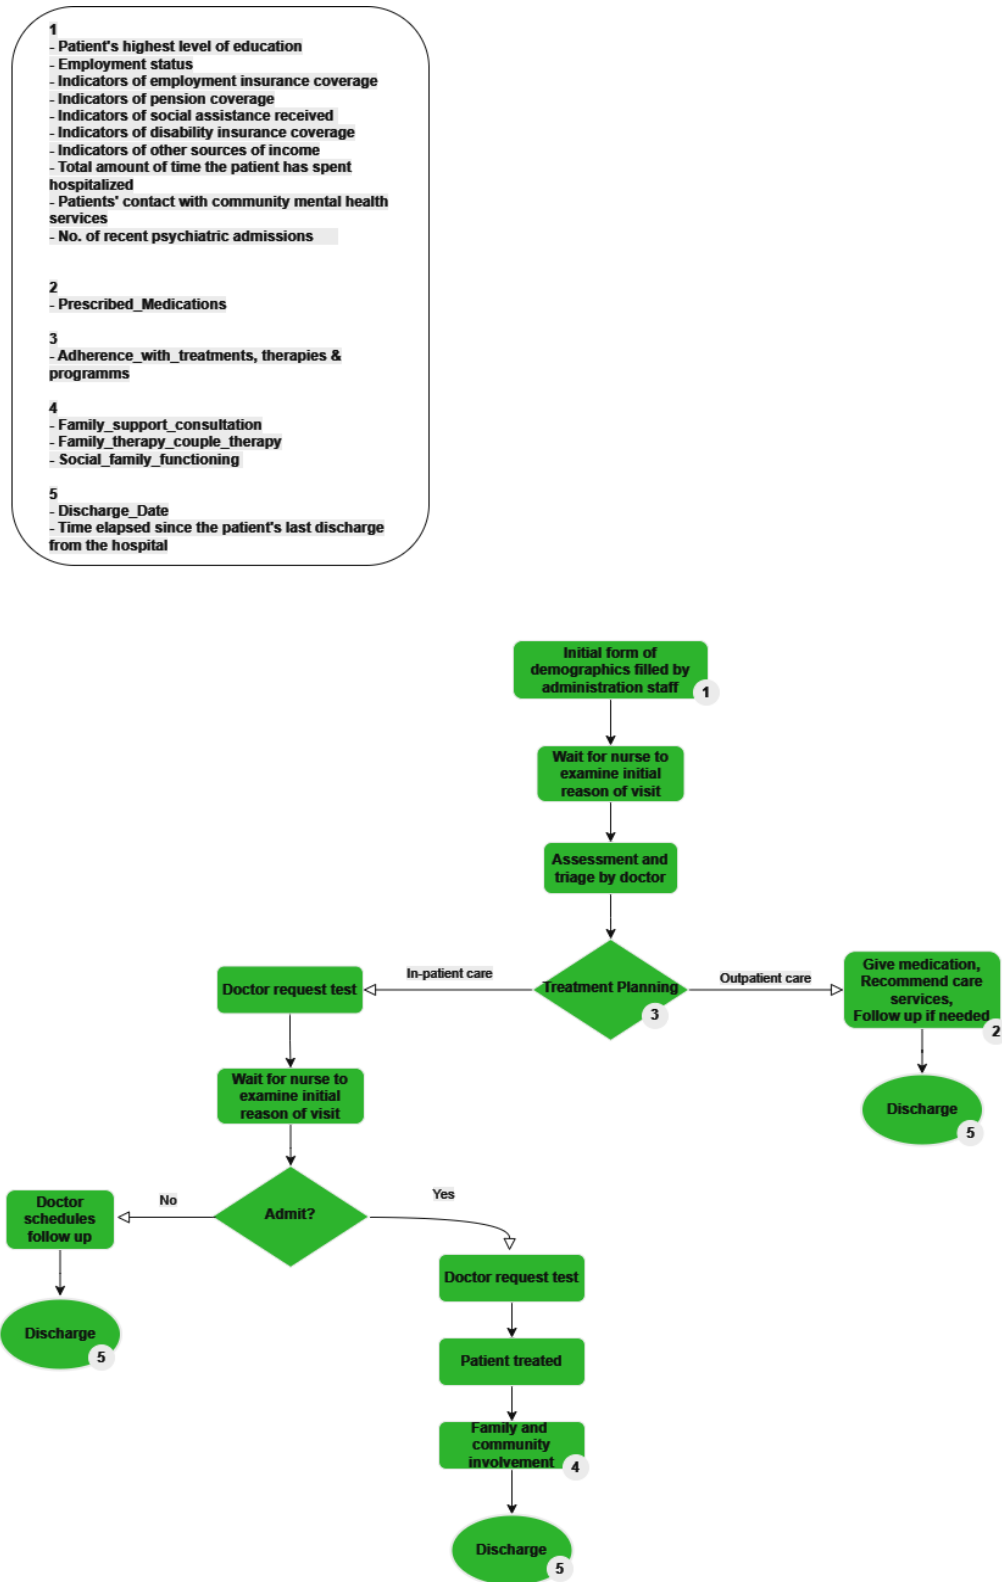 1
- Patient's highest level of education
- Employment status
- Indicators of employment insurance coverage
- Indicators of pension coverage
- Indicators of social assistance received
- Indicators of disability insurance coverage
- Indicators of other sources of income
- Total amount of time the patient has spent
hospitalized
- Patients' contact with community mental health
services
- No. of recent psychiatric admissions
2
- Prescribed_Medications
3
- Adherence_with_treatments, therapies &
programms
4
- Family_support_consultation
- Family_therapy_couple_therapy
- Social_family_functioning
5
- Discharge_Date
- Time elapsed since the patient's last discharge
from the hospital
Initial form of
demographics filled by
administration staff
1
Wait for nurse to
examine initial
reason of visit
Assessment and
triage by doctor
Treatment Planning
3
In-patient care
Outpatient care
Give medication,
Recommend care
services,
Follow up if needed
2
Discharge
5
Doctor request test
Wait for nurse to
examine initial
reason of visit
Admit?
No
Yes
Doctor
schedules
follow up
Discharge
5
Doctor request test
Patient treated
Family and
community
involvement
4
Discharge
5